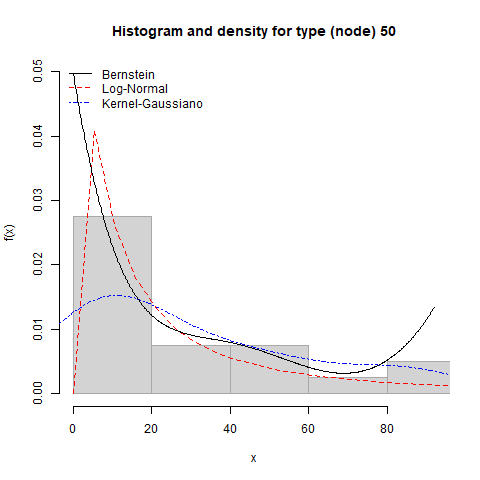 Histogram and density for type (node) 50
Bernstein
Log-Normal
Kernel-Gaussiano
0.05
0.04
0.03
0.02
0.01
0.00
f(x)
0 20 40 60 80
x